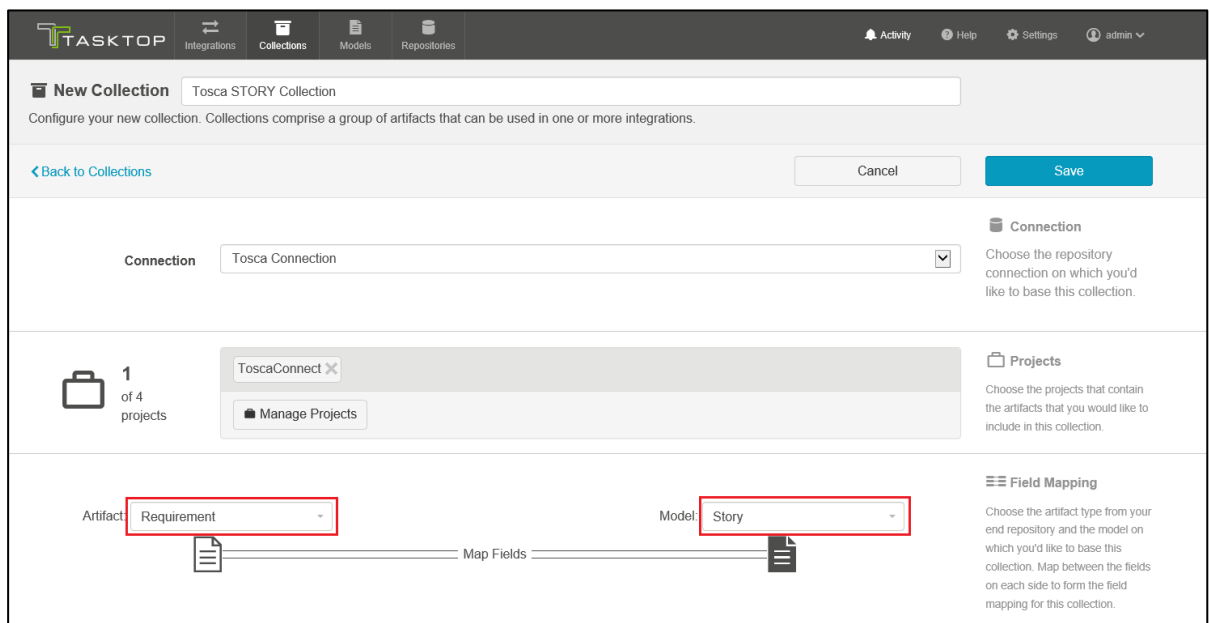 TASKTOP
Integrations
Collections
Models
Repositories
Activity
Help
Settings
admin
New Collection
Tosca STORY Collection
Configure your new collection. Collections comprise a group of artifacts that can be used in one or more integrations.
Back to Collections
Cancel
Save
Connection
Tosca Connection
Connection
Choose the repository
connection on which you'd
like to base this collection.
1
of 4
projects
ToscaConnect
Manage Projects
Projects
Choose the projects that contain
the artifacts that you would like to
include in this collection.
Artifact:
Requirement
Model:
Story
Map Fields
Field Mapping
Choose the artifact type from your
end repository and the model on
which you'd like to base this
collection. Map between the fields
on each side to form the field
mapping for this collection.